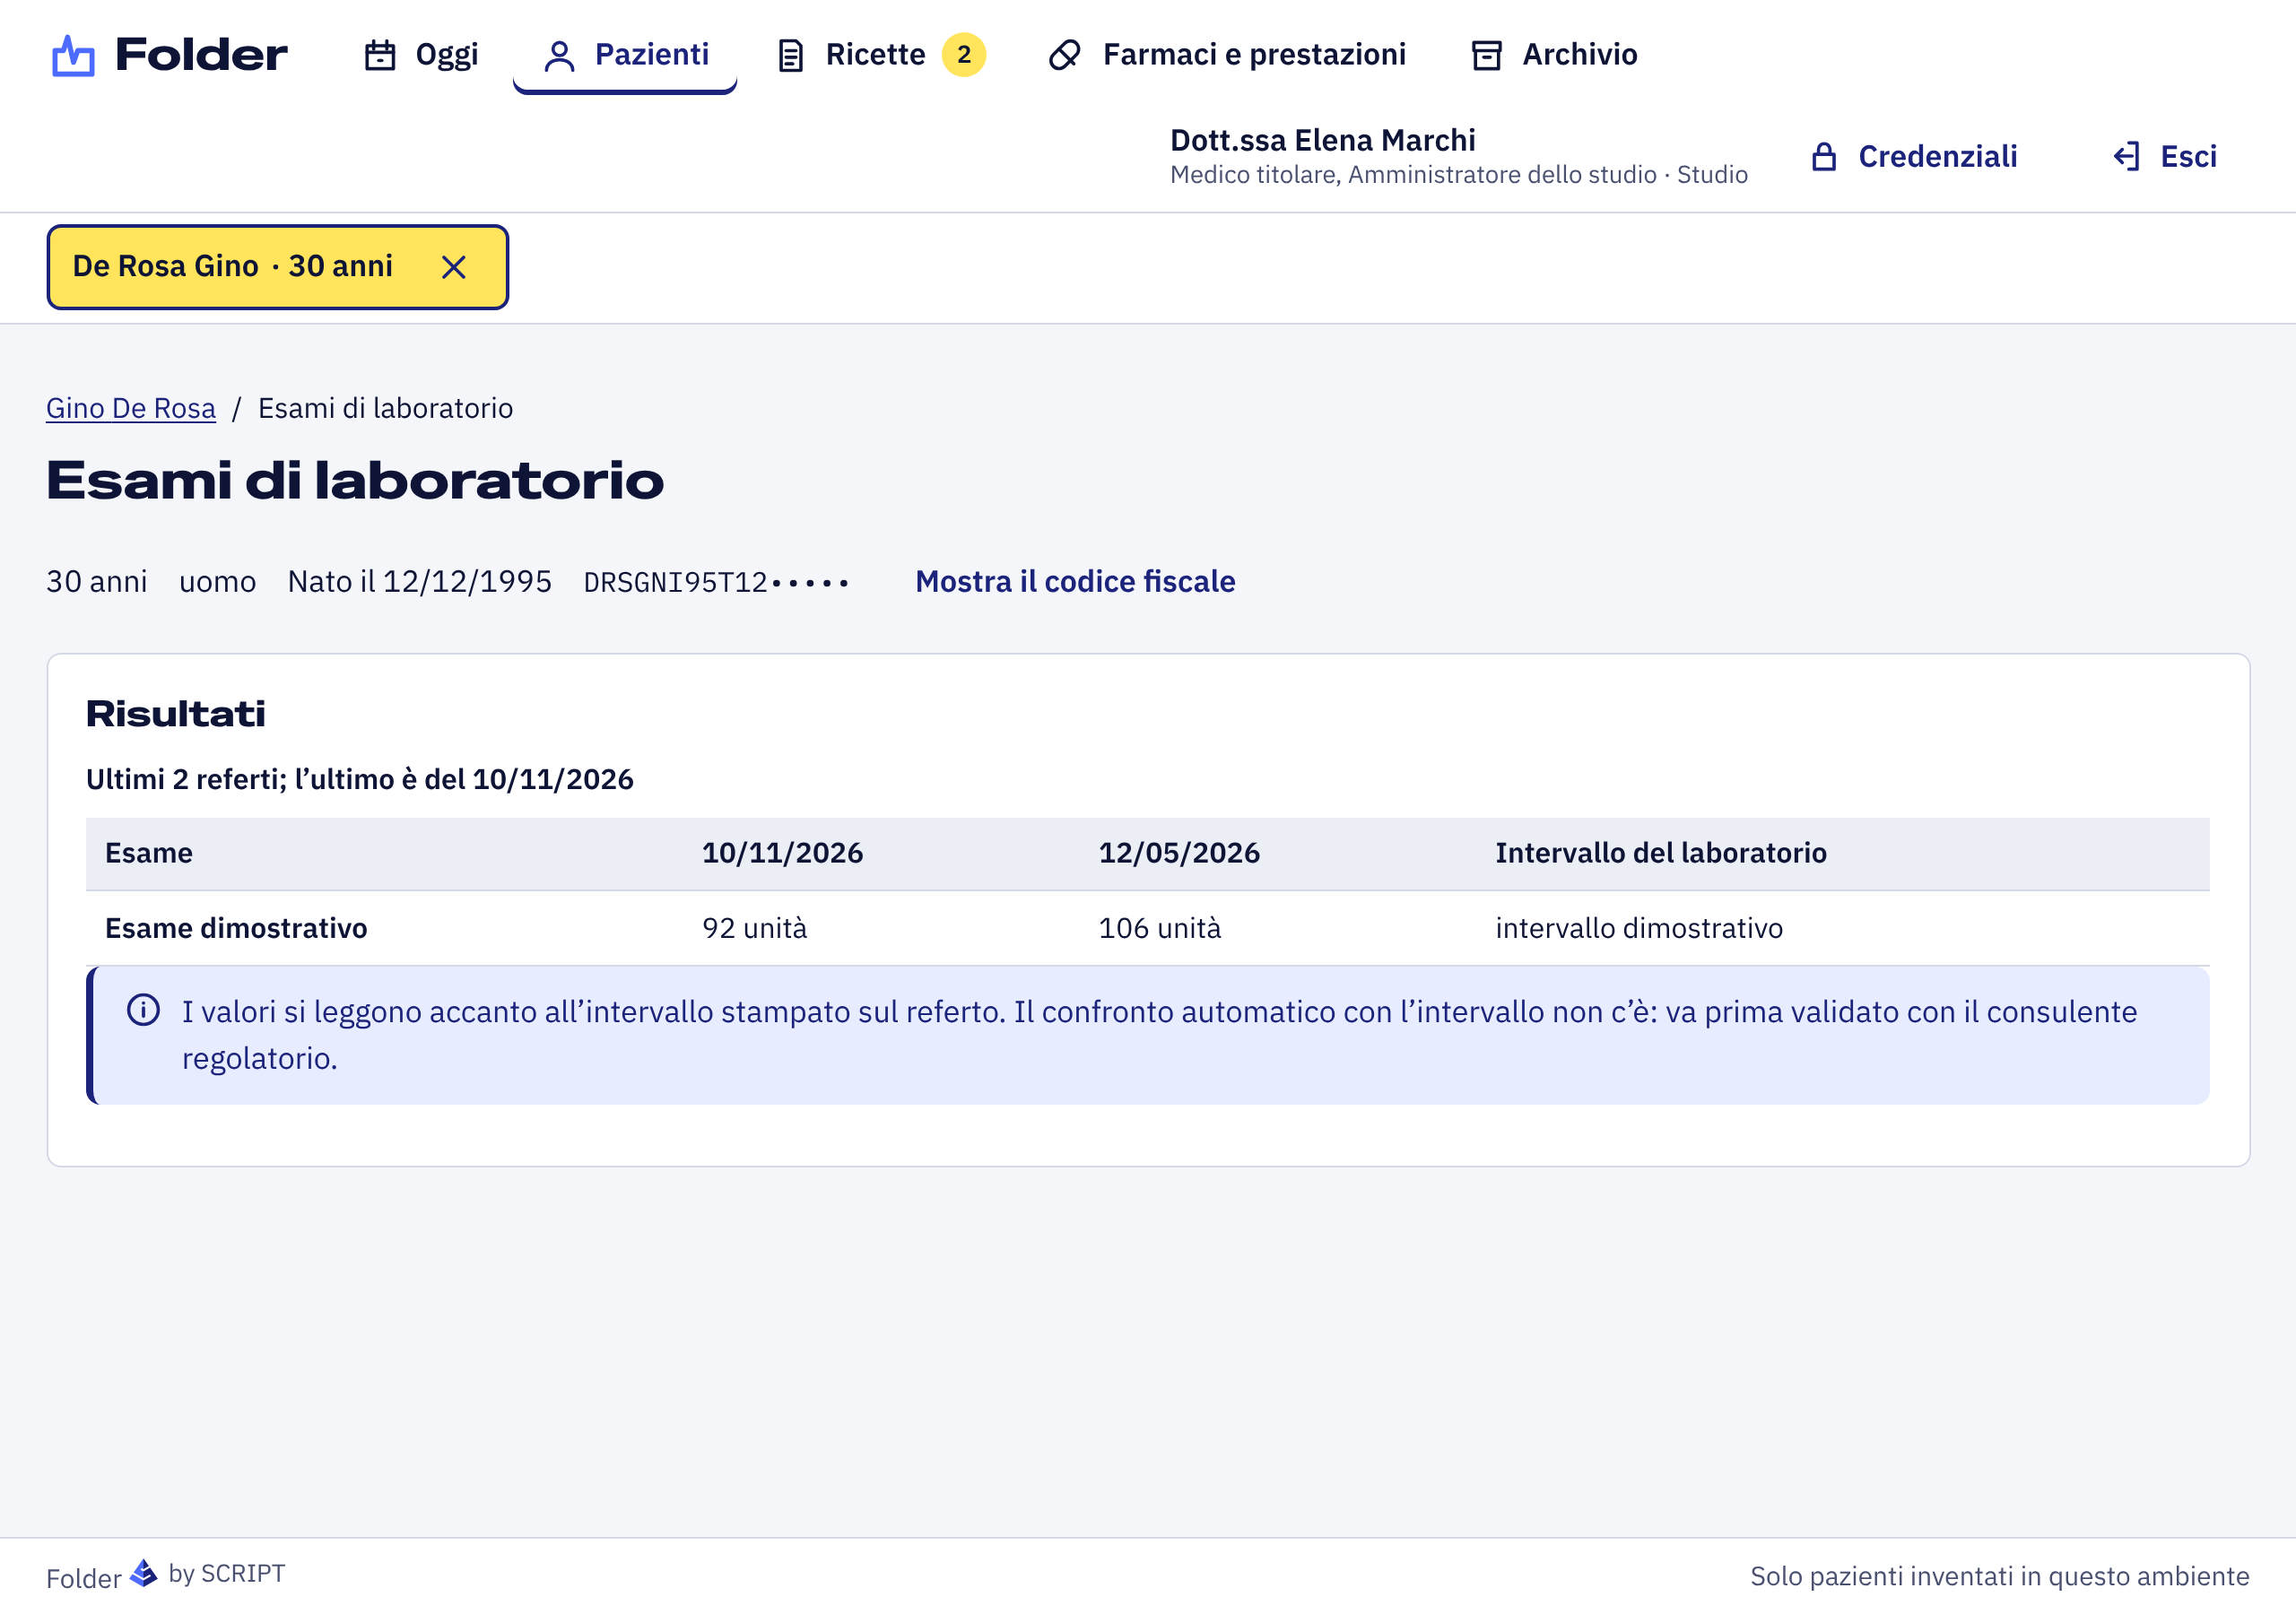 Folder
Oggi
Pazienti
Ricette 2
Farmaci e prestazioni
Archivio
Dott.ssa Elena Marchi
Medico titolare, Amministratore dello studio · Studio
Credenziali
Esci
De Rosa Gino · 30 anni
Gino De Rosa / Esami di laboratorio
Esami di laboratorio
30 anni uomo Nato il 12/12/1995 DRSGNI95T12••••• Mostra il codice fiscale
Risultati
Ultimi 2 referti; l’ultimo è del 10/11/2026
Esame 10/11/2026 12/05/2026 Intervallo del laboratorio
Esame dimostrativo 92 unità 106 unità intervallo dimostrativo
I valori si leggono accanto all’intervallo stampato sul referto. Il confronto automatico con l’intervallo non c’è: va prima validato con il consulente
regolatorio.
Folder by SCRIPT
Solo pazienti inventati in questo ambiente